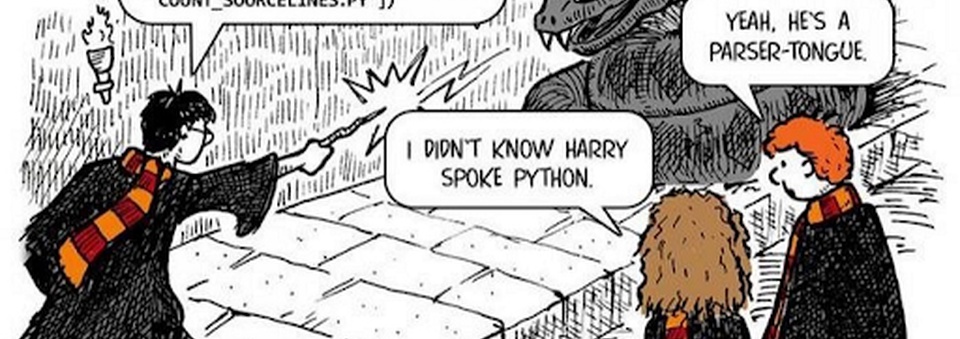 COUNT_SOURCELINES.PY'])
YEAH, HE'S A
PARSER-TONGUE.
I DIDN'T KNOW HARRY
SPOKE PYTHON.